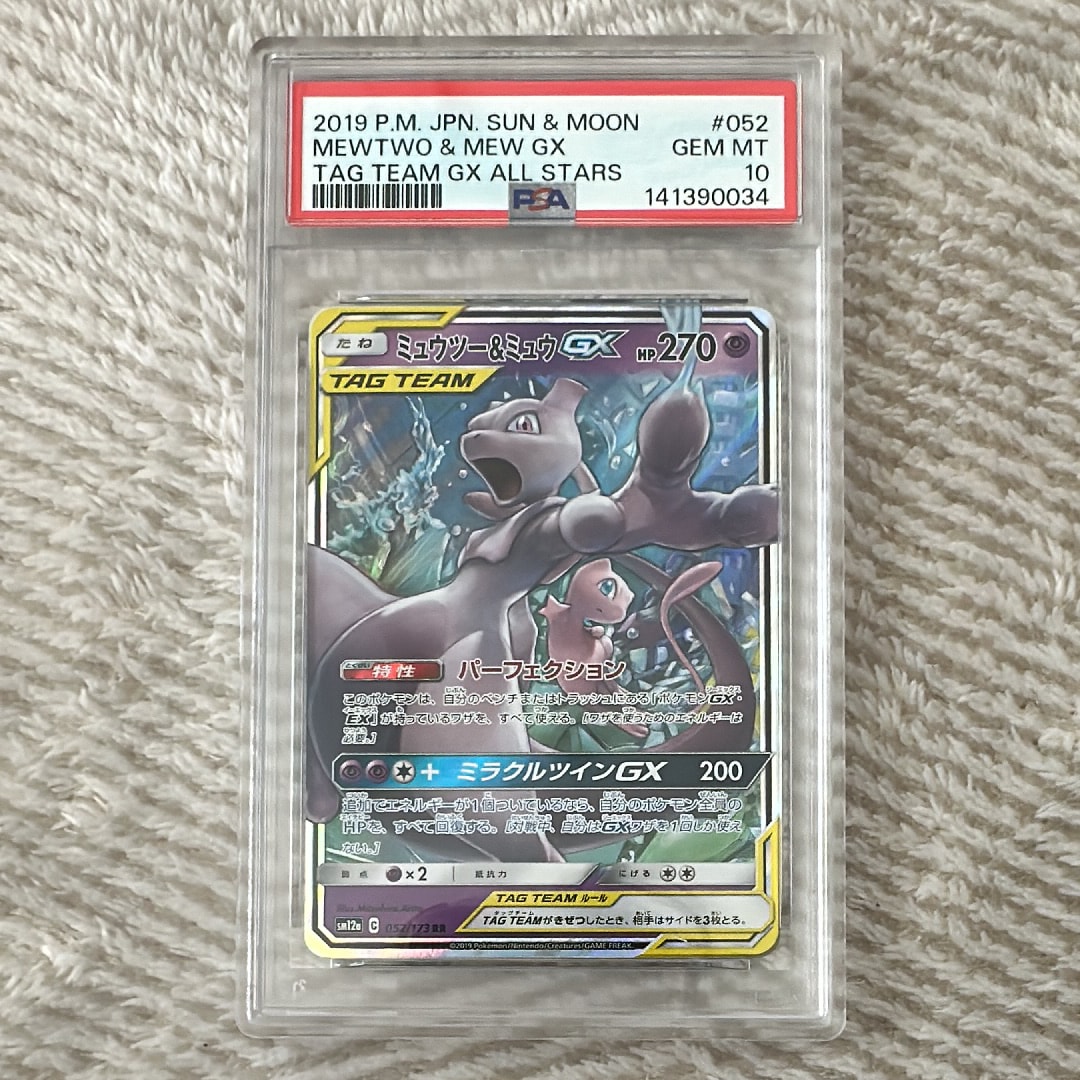 2019 P.M. JPN. SUN & MOON #052
MEWTWO & MEW GX GEM MT
TAG TEAM GX ALL STARS 10
PSA 141390034
たね ミュウツー&ミュウGX HP270
TAG TEAM
特性 パーフェクション
このポケモンは、自分のベンチまたはトラッシュにある「ポケモンGX・
EX」が持っているワザを、すべて使える。[ワザを使うためのエネルギーは
必要。]
+ ミラクルツインGX 200
追加でエネルギーが1個ついているなら、自分のポケモン全員の
HPを、すべて回復する。[対戦中、自分はGXワザを1回しか使え
ない。]
弱点 ×2 抵抗力 にげる
TAG TEAM ルール
TAG TEAMがきぜつしたとき、相手はサイドを3枚とる。
Illus. Mitsuhiro Arita
sm12a C 052/173 RR
©2019 Pokémon/Nintendo/Creatures/GAME FREAK.